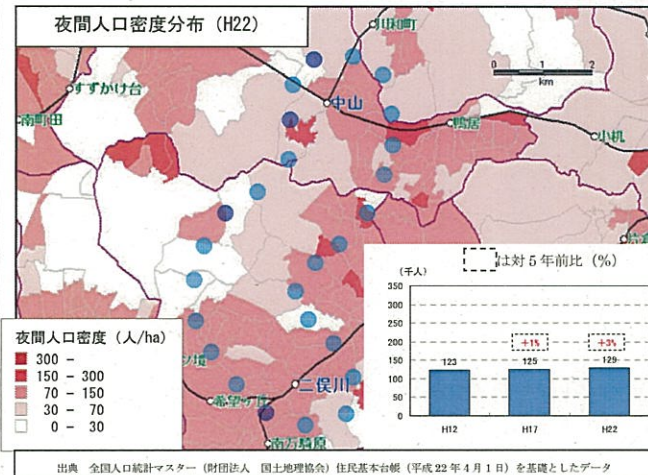 夜間人口密度分布（H22）
川和町
0 1 2
km
すずかけ台
中山
南町田
鴨居
小机
は対5年前比（%）
（千人）
350
300
250
200
150
100
50
0
123
+1%
125
+3%
129
H12
H17
H22
夜間人口密度（人/ha）
300 -
150 - 300
70 - 150
30 - 70
0 - 30
二俣川
希望ヶ丘
南万騎原
出典 全国人口統計マスター（財団法人 国土地理協会）住民基本台帳（平成22年4月1日）を基礎としたデータ